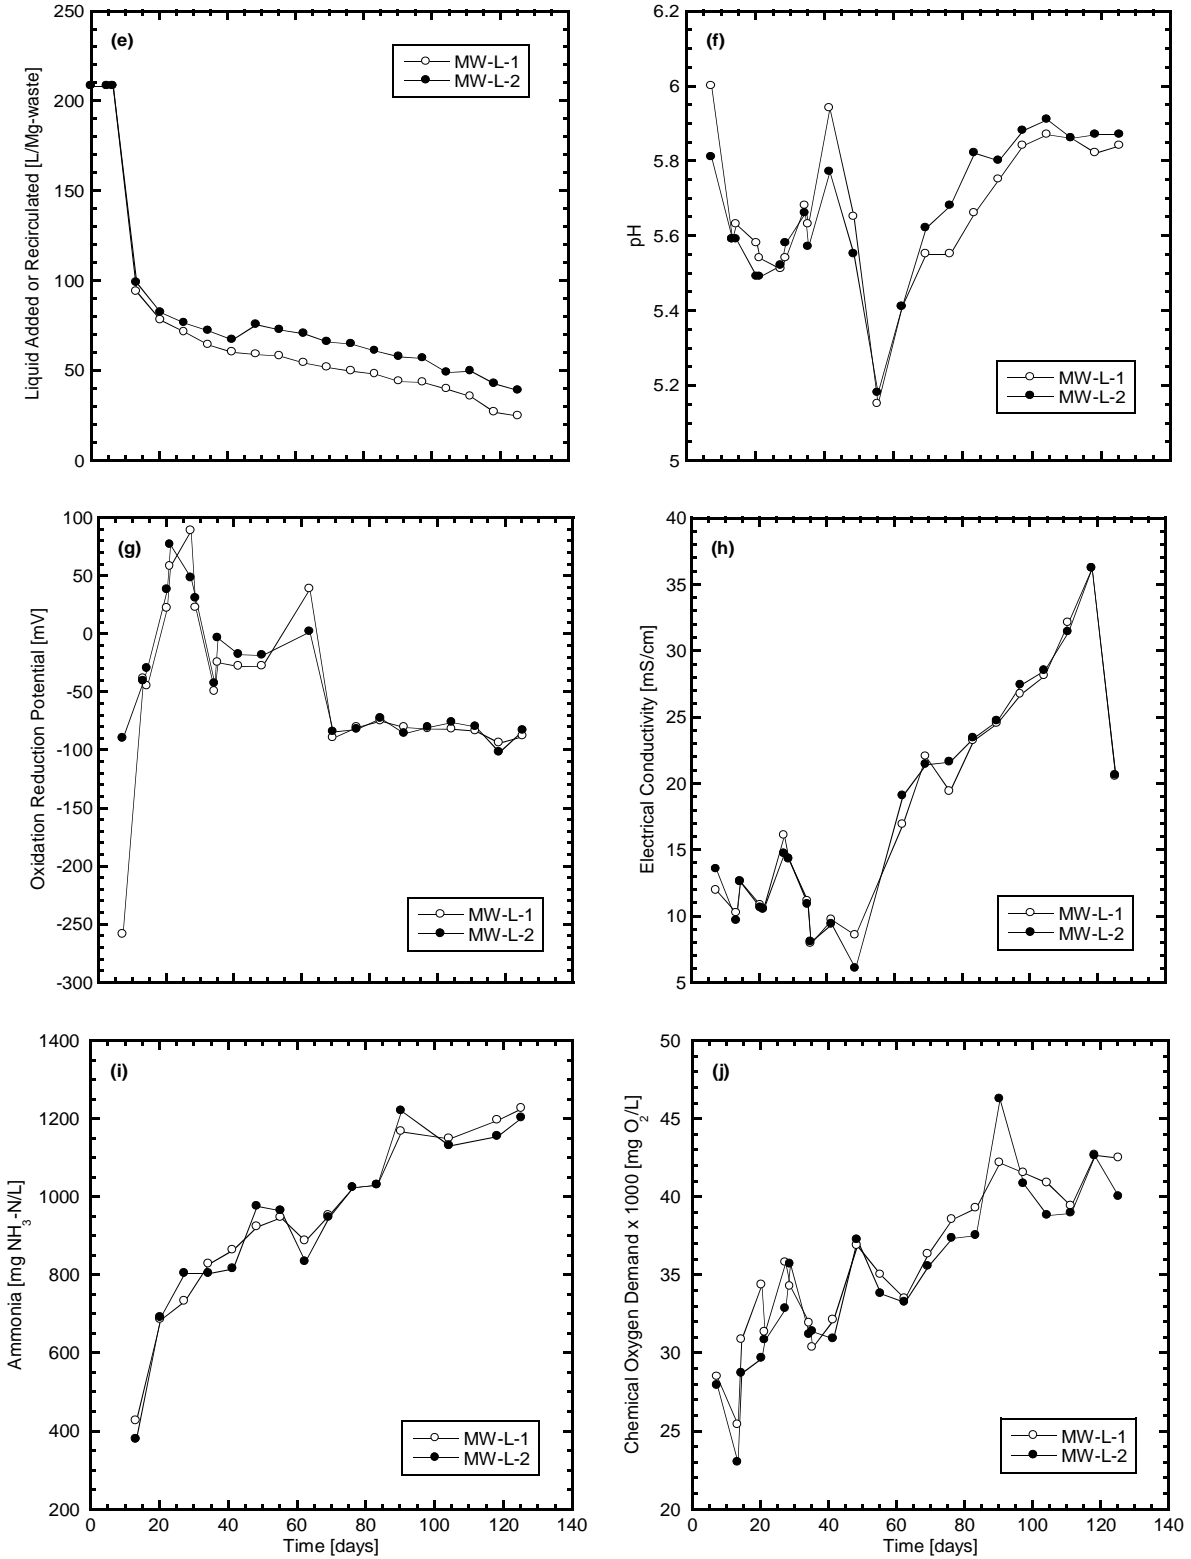 250
200
150
100
50
0
Liquid Added or Recirculated [L/Mg-waste]
(e)
MW-L-1
MW-L-2
6.2
6
5.8
5.6
5.4
5.2
5
pH
(f)
MW-L-1
MW-L-2
100
50
0
-50
-100
-150
-200
-250
-300
Oxidation Reduction Potential [mV]
(g)
MW-L-1
MW-L-2
40
35
30
25
20
15
10
5
Electrical Conductivity [mS/cm]
(h)
MW-L-1
MW-L-2
1400
1200
1000
800
600
400
200
Ammonia [mg NH3-N/L]
(i)
MW-L-1
MW-L-2
0 20 40 60 80 100 120 140
Time [days]
50
45
40
35
30
25
20
Chemical Oxygen Demand x 1000 [mg O2/L]
(j)
MW-L-1
MW-L-2
0 20 40 60 80 100 120 140
Time [days]